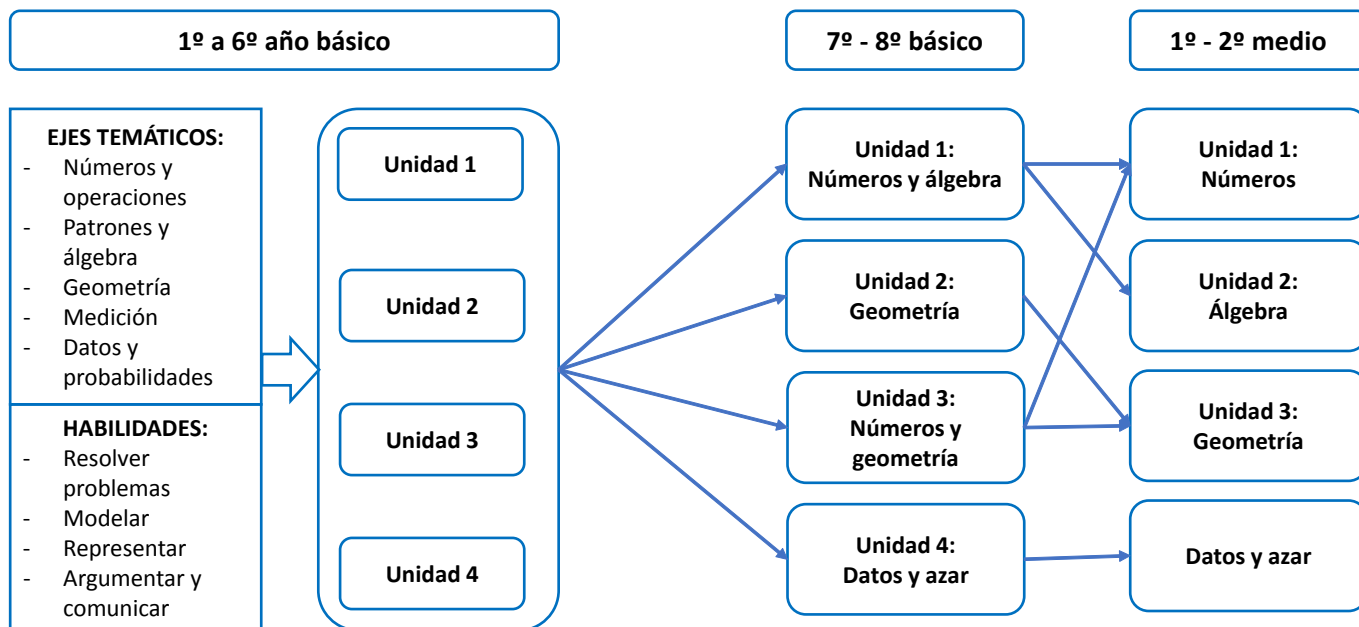 1º a 6º año básico
7º - 8º básico
1º - 2º medio
EJES TEMÁTICOS:
- Números y
operaciones
- Patrones y
álgebra
- Geometría
- Medición
- Datos y
probabilidades
HABILIDADES:
- Resolver
problemas
- Modelar
- Representar
- Argumentar y
comunicar
Unidad 1
Unidad 2
Unidad 3
Unidad 4
Unidad 1:
Números y álgebra
Unidad 2:
Geometría
Unidad 3:
Números y
geometría
Unidad 4:
Datos y azar
Unidad 1:
Números
Unidad 2:
Álgebra
Unidad 3:
Geometría
Datos y azar